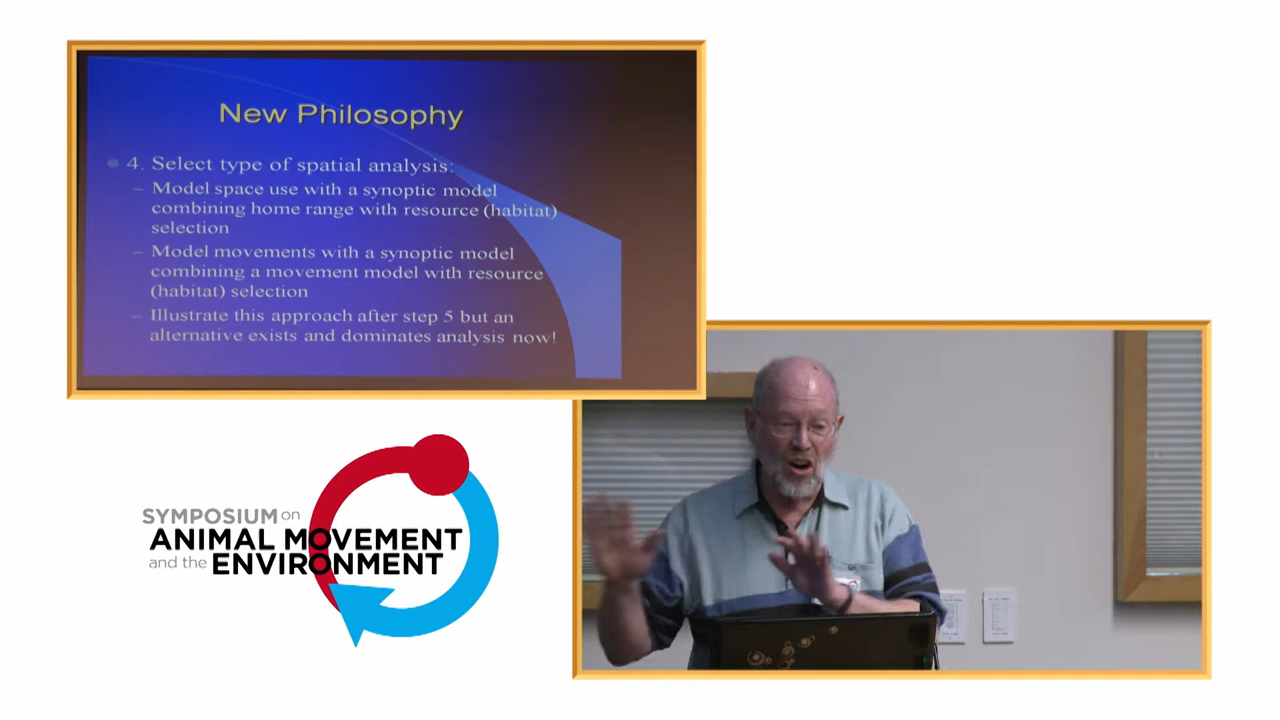 New Philosophy
4. Select type of spatial analysis:
– Model space use with a synoptic model
combining home range with resource (habitat)
selection
– Model movements with a synoptic model
combining a movement model with resource
(habitat) selection
– Illustrate this approach after step 5 but an
alternative exists and dominates analysis now!
SYMPOSIUM on
ANIMAL MOVEMENT
and the ENVIRONMENT